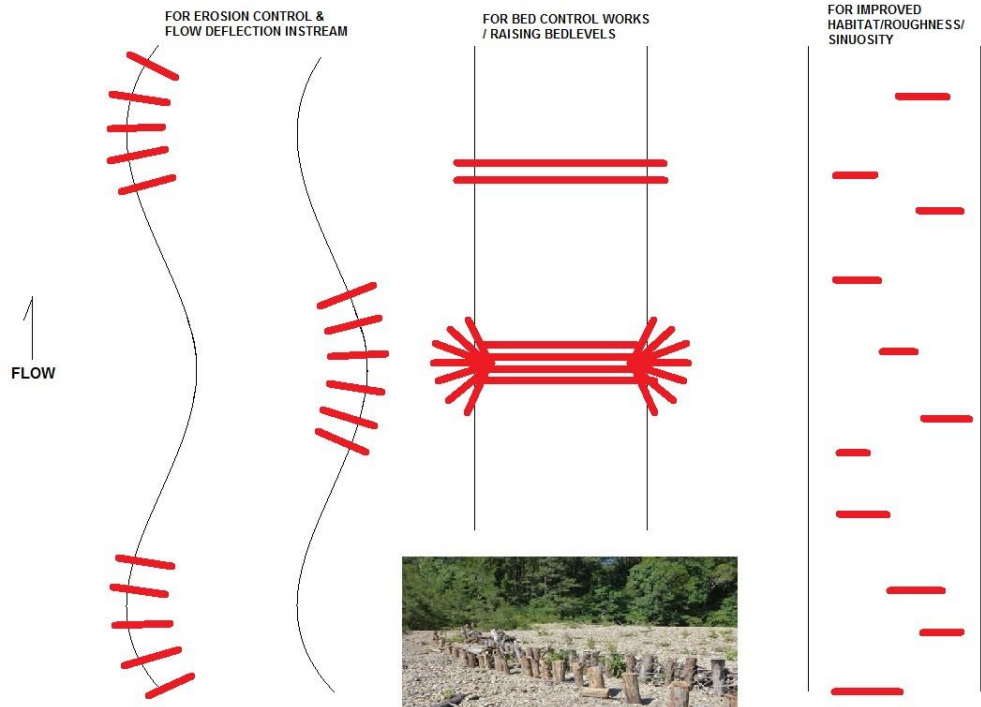 FOR EROSION CONTROL &
FLOW DEFLECTION INSTREAM
FOR BED CONTROL WORKS
/ RAISING BEDLEVELS
FOR IMPROVED
HABITAT/ROUGHNESS/
SINUOSITY
FLOW